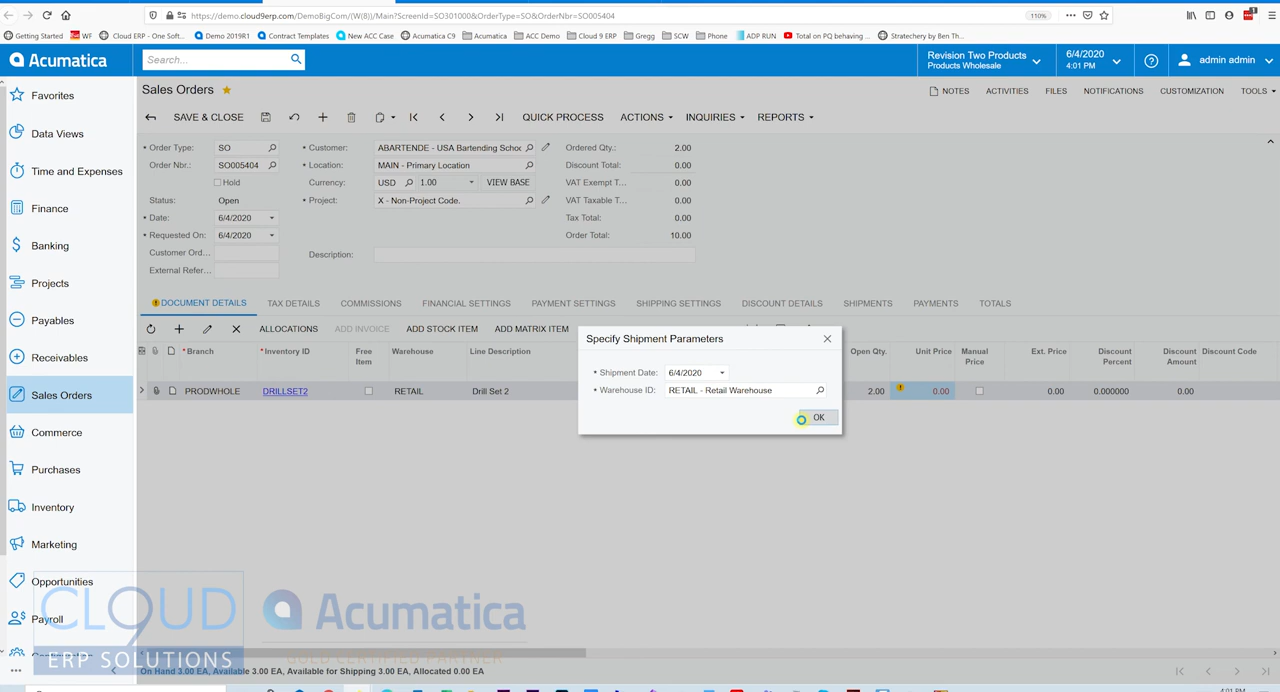 https://demo.cloud9erp.com/DemoBigCom/(W(8))/Main?ScreenId=SO301000&OrderType=SO&OrderNbr=SO005404
110%
Getting Started WF Cloud ERP - One Soft... Demo 2019R1 Contract Templates New ACC Case Acumatica C9 Acumatica ACC Demo Cloud 9 ERP Gregg SCW Phone ADP RUN Total on PQ behaving ... Stratechery by Ben Th...
Acumatica
Search...
Revision Two Products
Products Wholesale
6/4/2020
4:01 PM
admin admin
Favorites
Data Views
Time and Expenses
Finance
Banking
Projects
Payables
Receivables
Sales Orders
Commerce
Purchases
Inventory
Marketing
Opportunities
Payroll
Sales Orders
NOTES ACTIVITIES FILES NOTIFICATIONS CUSTOMIZATION TOOLS
SAVE & CLOSE QUICK PROCESS ACTIONS INQUIRIES REPORTS
Order Type: SO Customer: ABARTENDE - USA Bartending Schoo Ordered Qty.: 2.00
Order Nbr.: SO005404 Location: MAIN - Primary Location Discount Total: 0.00
Hold Currency: USD 1.00 VIEW BASE VAT Exempt T... 0.00
Status: Open Project: X - Non-Project Code. VAT Taxable T... 0.00
Date: 6/4/2020 Tax Total: 0.00
Requested On: 6/4/2020 Order Total: 10.00
Customer Ord... Description:
External Refer...
DOCUMENT DETAILS TAX DETAILS COMMISSIONS FINANCIAL SETTINGS PAYMENT SETTINGS SHIPPING SETTINGS DISCOUNT DETAILS SHIPMENTS PAYMENTS TOTALS
ALLOCATIONS ADD INVOICE ADD STOCK ITEM ADD MATRIX ITEM
Branch Inventory ID Free Item Warehouse Line Description Open Qty. Unit Price Manual Price Ext. Price Discount Percent Discount Amount Discount Code
PRODWHOLE DRILLSET2 RETAIL Drill Set 2 2.00 0.00 0.00 0.000000 0.00
Specify Shipment Parameters
Shipment Date: 6/4/2020
Warehouse ID: RETAIL - Retail Warehouse
OK
CLOUD 9
ERP SOLUTIONS
Acumatica
GOLD CERTIFIED PARTNER
On Hand 3.00 EA, Available 3.00 EA, Available for Shipping 3.00 EA, Allocated 0.00 EA
4:01 PM